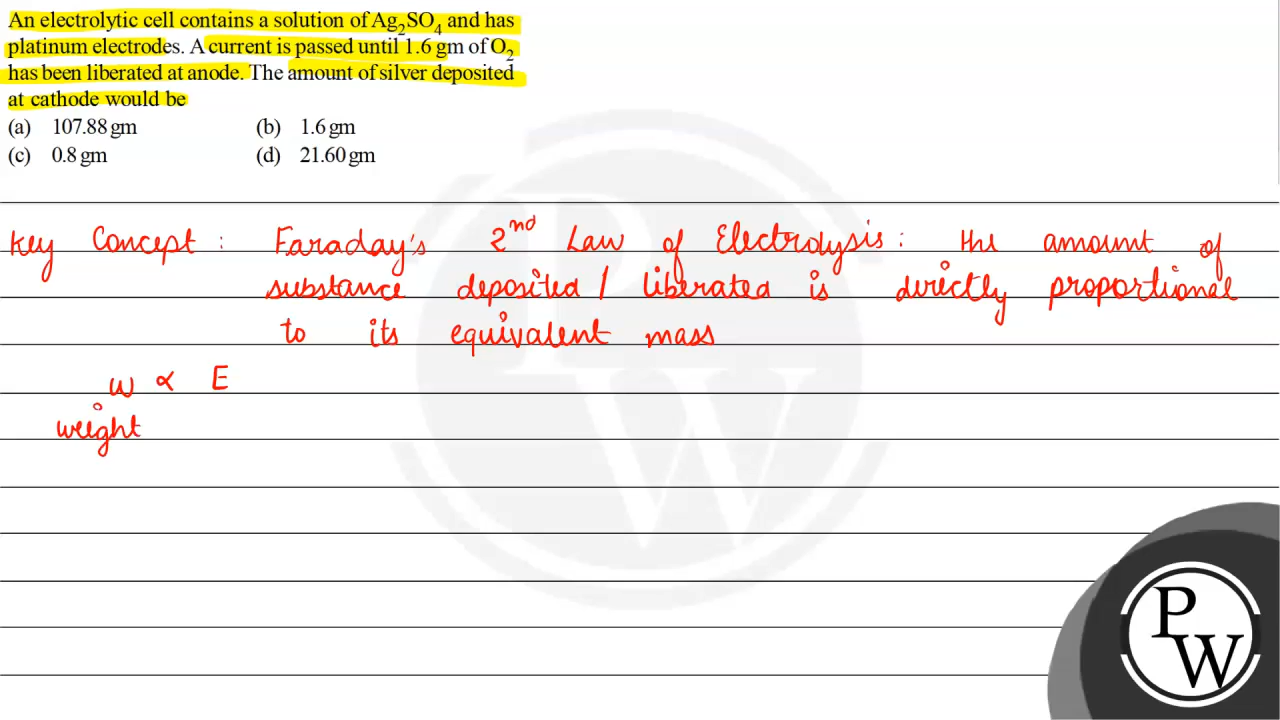 An electrolytic cell contains a solution of Ag₂SO₄ and has
platinum electrodes. A current is passed until 1.6 gm of O₂
has been liberated at anode. The amount of silver deposited
at cathode would be
(a) 107.88 gm (b) 1.6 gm
(c) 0.8 gm (d) 21.60 gm
Key Concept : Faraday's 2nd Law of Electrolysis : the amount of
substance deposited / liberated is directly proportional
to its equivalent mass
w ∝ E
weight
P
W
P
W